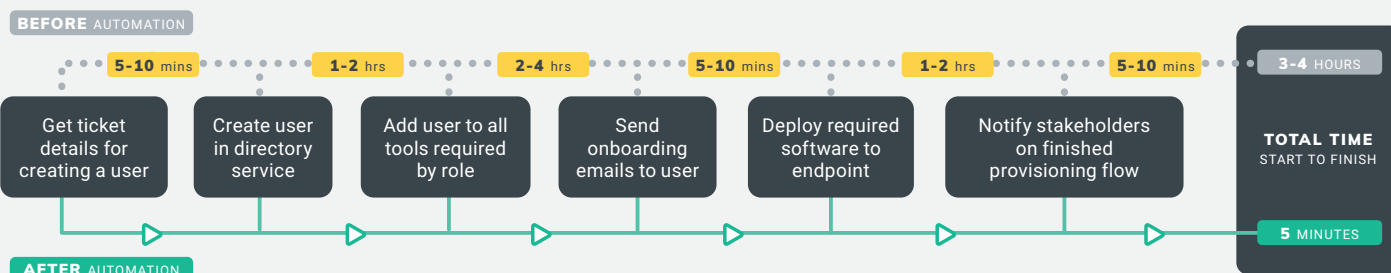 BEFORE AUTOMATION
5-10 mins
1-2 hrs
2-4 hrs
5-10 mins
1-2 hrs
5-10 mins
3-4 HOURS
Get ticket
details for
creating a user
Create user
in directory
service
Add user to all
tools required
by role
Send
onboarding
emails to user
Deploy required
software to
endpoint
Notify stakeholders
on finished
provisioning flow
TOTAL TIME
START TO FINISH
5 MINUTES
AFTER AUTOMATION